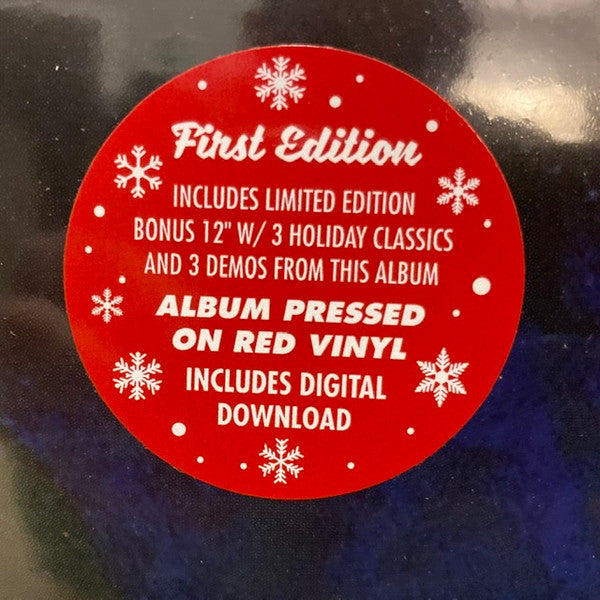 First Edition
INCLUDES LIMITED EDITION
BONUS 12" W/ 3 HOLIDAY CLASSICS
AND 3 DEMOS FROM THIS ALBUM
ALBUM PRESSED
ON RED VINYL
INCLUDES DIGITAL
DOWNLOAD